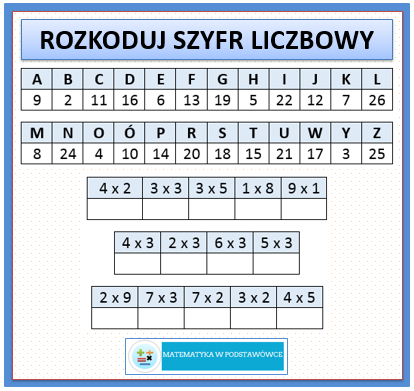 ROZKODUJ SZYFR LICZBOWY
A B C D E F G H I J K L
9 2 11 16 6 13 19 5 22 12 7 26
M N O Ó P R S T U W Y Z
8 24 4 10 14 20 18 15 21 17 3 25
4 x 2 3 x 3 3 x 5 1 x 8 9 x 1
4 x 3 2 x 3 6 x 3 5 x 3
2 x 9 7 x 3 7 x 2 3 x 2 4 x 5
MATEMATYKA W PODSTAWÓWCE